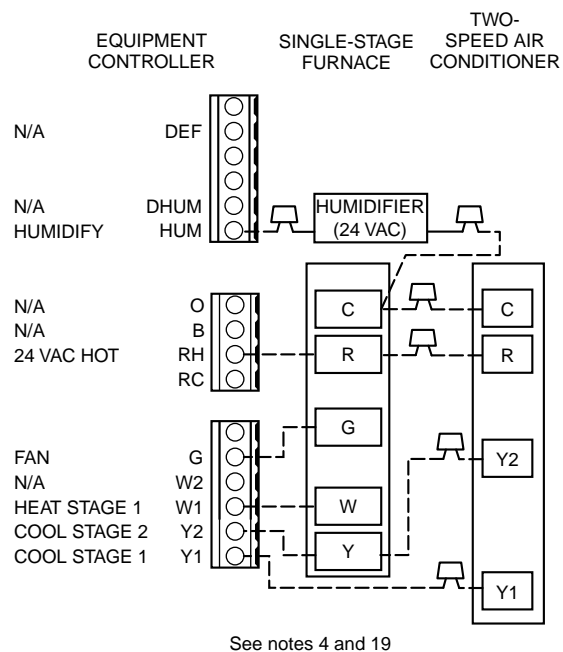 EQUIPMENT
CONTROLLER
SINGLE-STAGE
FURNACE
TWO-
SPEED AIR
CONDITIONER
N/A DEF
N/A DHUM
HUMIDIFY HUM
HUMIDIFIER
(24 VAC)
N/A O
N/A B
24 VAC HOT RH
RC
C
R
C
R
FAN G
N/A W2
HEAT STAGE 1 W1
COOL STAGE 2 Y2
COOL STAGE 1 Y1
G
W
Y
Y2
Y1
See notes 4 and 19